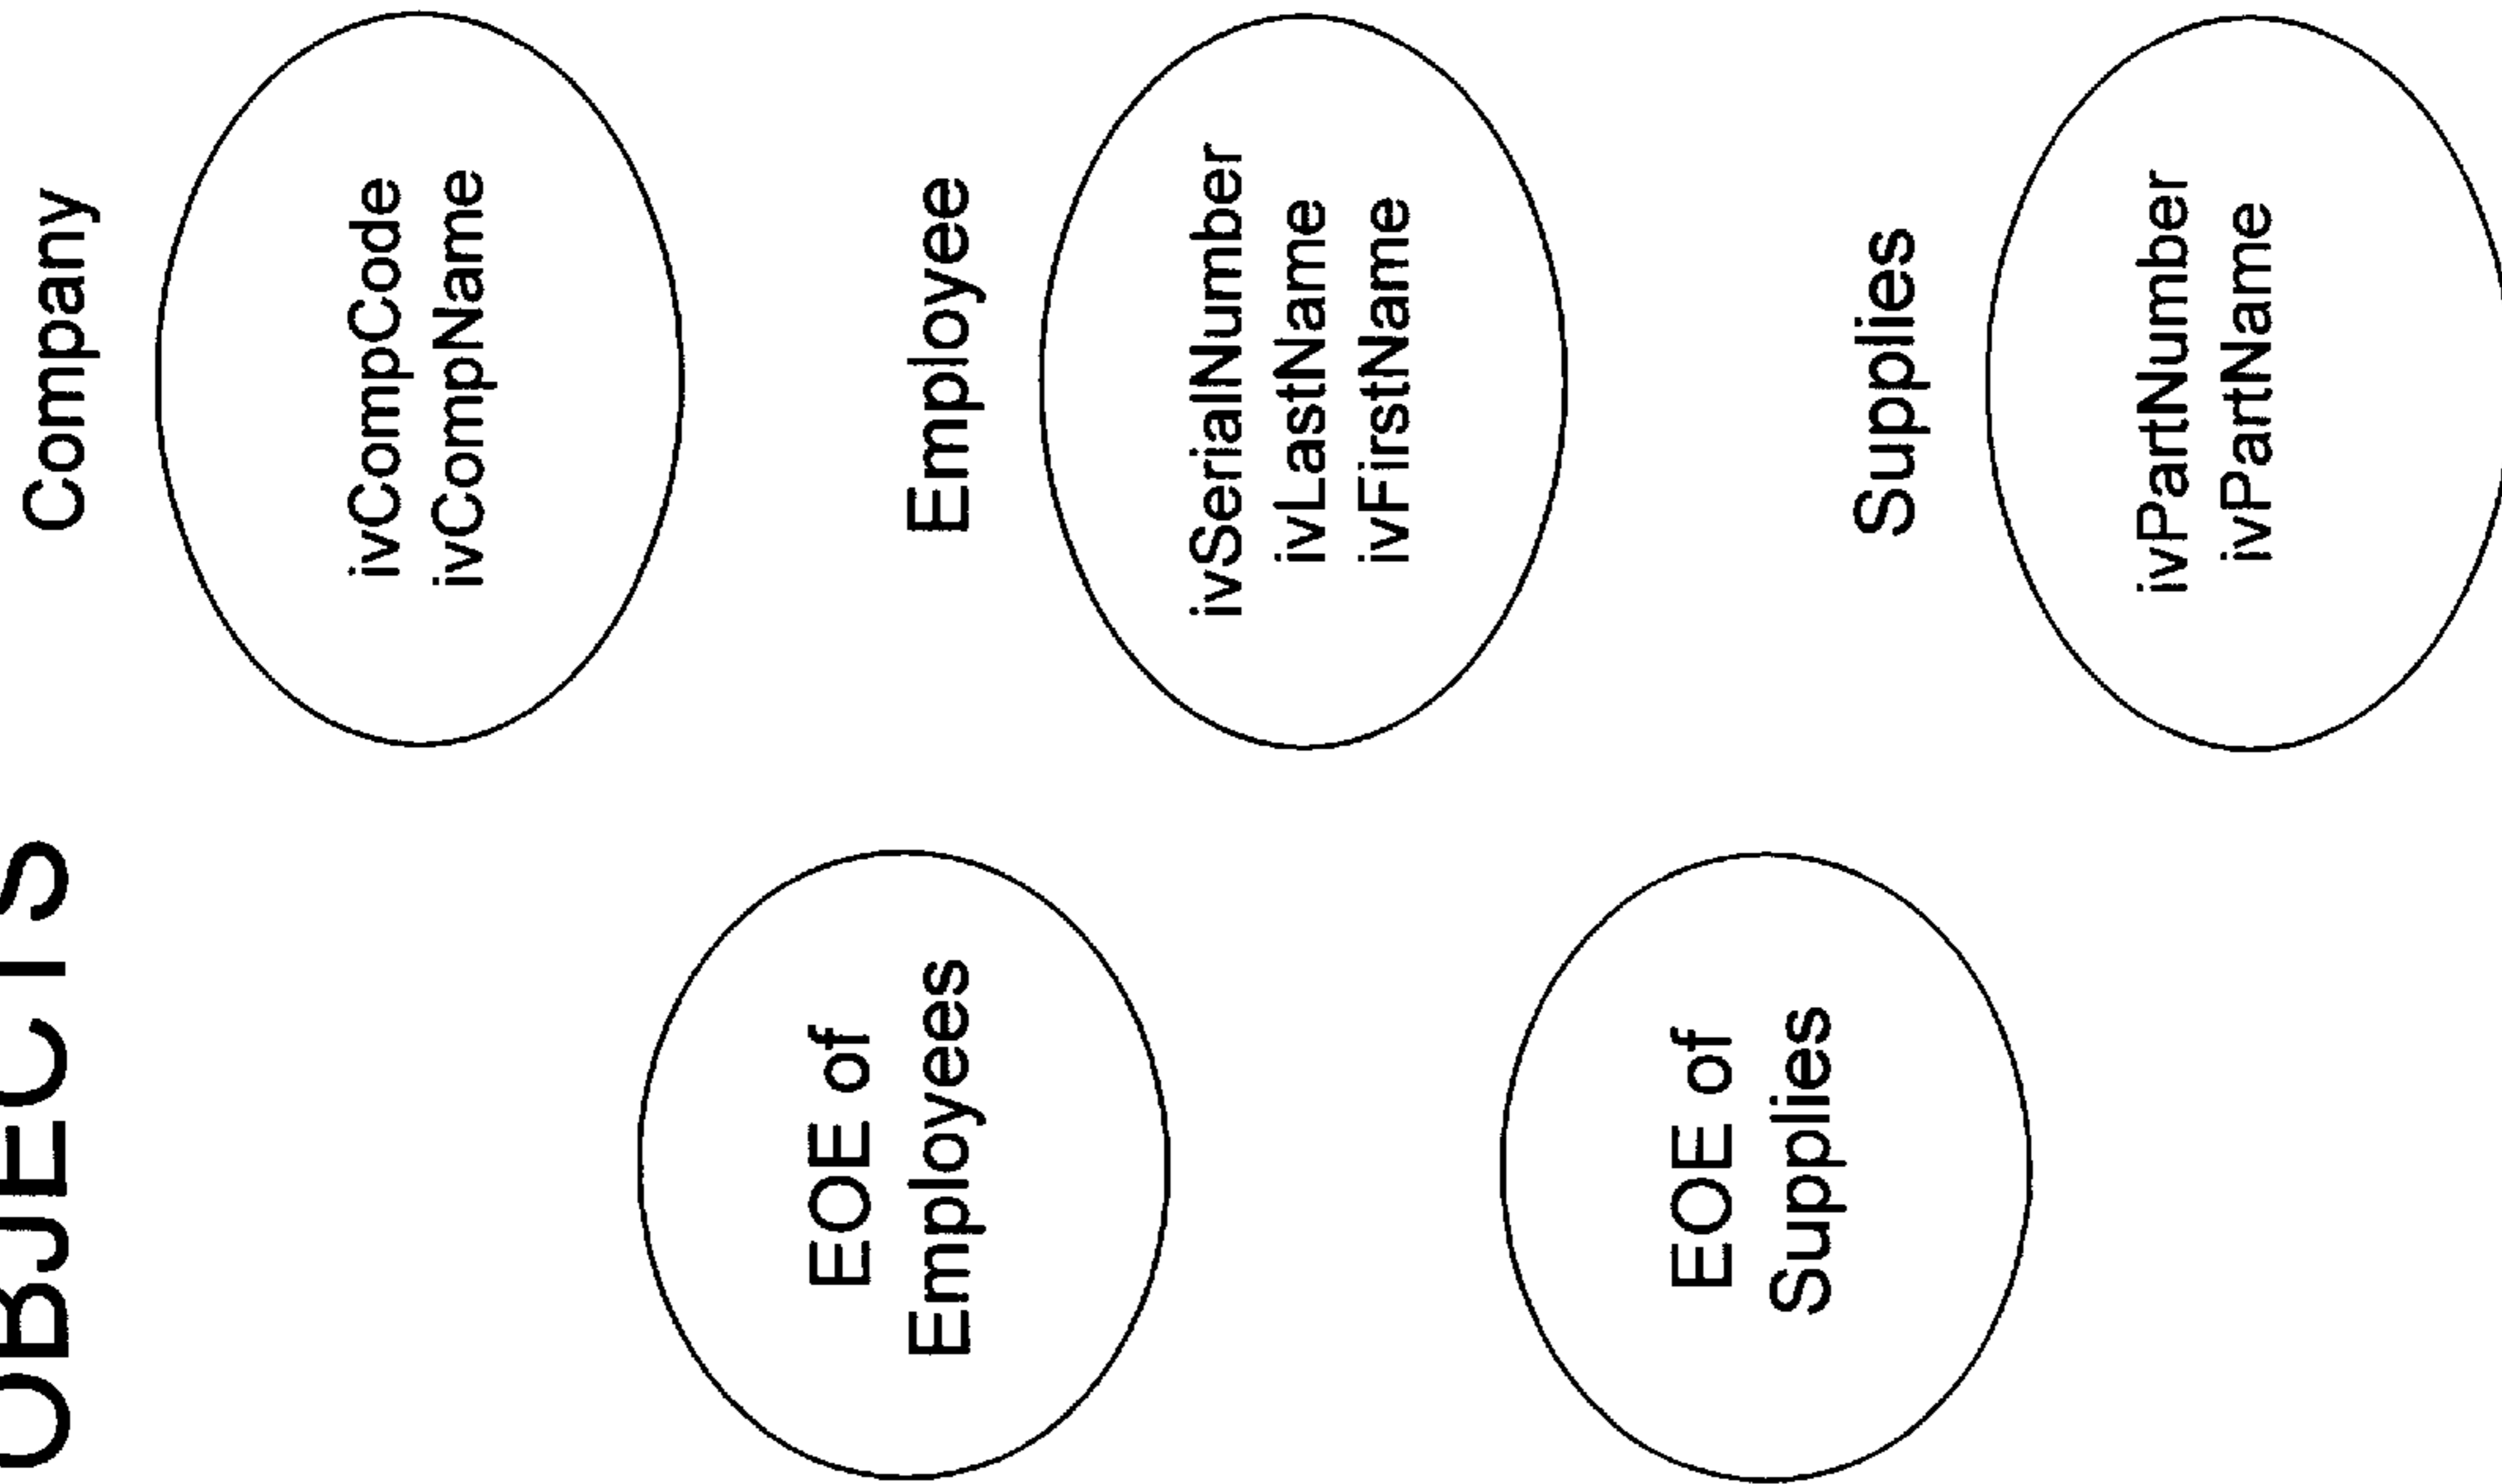 OBJECTS
Company
ivCompCode
ivCompName
EOE of
Employees
Employee
ivSerialNumber
ivLastName
ivFirstName
EOE of
Supplies
Supplies
ivPartNumber
ivPartName